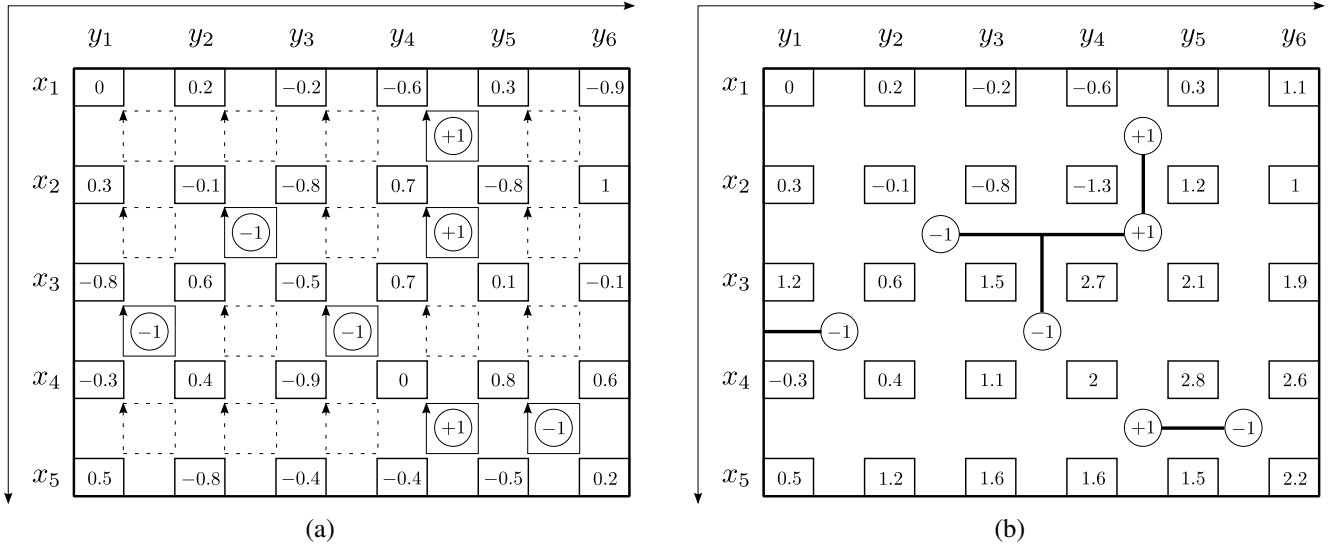 y₁ y₂ y₃ y₄ y₅ y₆
x₁ 0 0.2 −0.2 −0.6 0.3 −0.9
+1
x₂ 0.3 −0.1 −0.8 0.7 −0.8 1
−1 +1
x₃ −0.8 0.6 −0.5 0.7 0.1 −0.1
−1 −1
x₄ −0.3 0.4 −0.9 0 0.8 0.6
+1 −1
x₅ 0.5 −0.8 −0.4 −0.4 −0.5 0.2
(a)
y₁ y₂ y₃ y₄ y₅ y₆
x₁ 0 0.2 −0.2 −0.6 0.3 1.1
+1
x₂ 0.3 −0.1 −0.8 −1.3 1.2 1
−1 +1
x₃ 1.2 0.6 1.5 2.7 2.1 1.9
−1 −1
x₄ −0.3 0.4 1.1 2 2.8 2.6
+1 −1
x₅ 0.5 1.2 1.6 1.6 1.5 2.2
(b)